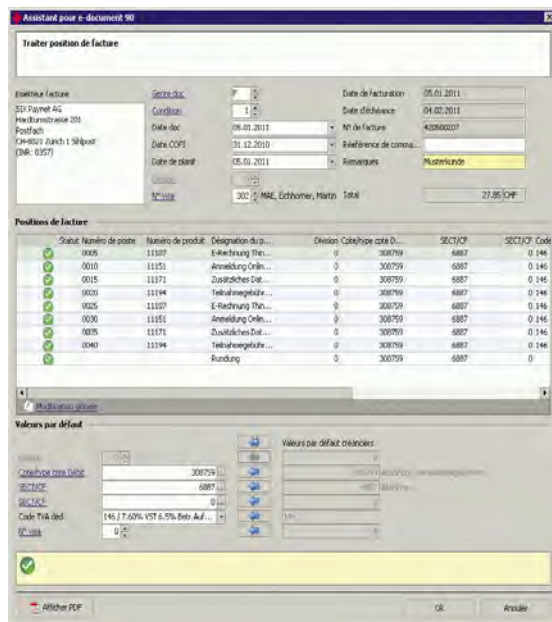 Assistant pour e-document 90
Traiter position de facture
Emetteur facture
SIX Paynet AG
Hardturmstrasse 201
Postfach
CH-8021 Zürich 1 Sihlpost
(INR: 0357)
Genre doc F
Condition 1
Date doc 05.01.2011
Date COFI 31.12.2010
Date de planif 05.01.2011
N° visa 302 MAE, Eichhorner, Martin
Date de facturation 05.01.2011
Date d'échéance 04.02.2011
N° de facture 420500207
Référence de comma...
Remarques Musterkunde
Total 27.85 CHF
Positions de facture
Statut Numéro de poste Numéro de produit Désignation du p... Division Cpte/type cpte D... SECT/CF SECT/CF Code
0005 11107 E-Rechnung Thin... 0 308759 6887 0 146
0010 11151 Anmeldung Onlin... 0 308759 6887 0 146
0015 11171 Zusätzliches Dat... 0 308759 6887 0 146
0020 11194 Teilnahmegebühr... 0 308759 6887 0 146
0025 11107 E-Rechnung Thin... 0 308759 6887 0 146
0030 11151 Anmeldung Onlin... 0 308759 6887 0 146
0035 11171 Zusätzliches Dat... 0 308759 6887 0 146
0040 11194 Teilnahmegebühr... 0 308759 6887 0 146
Rundung 0 308759 6887 0
Modification globale
Valeurs par défaut
Valeurs par défaut créanciers
Cpte/type cpte Débit 308759 ...
SECT/CF 6887 ...
SECT/CF 0 ...
Code TVA déd. 146 / 7.60% VST 6.5% Betr.Auf...
N° visa 0
Afficher PDF
Ok
Annuler